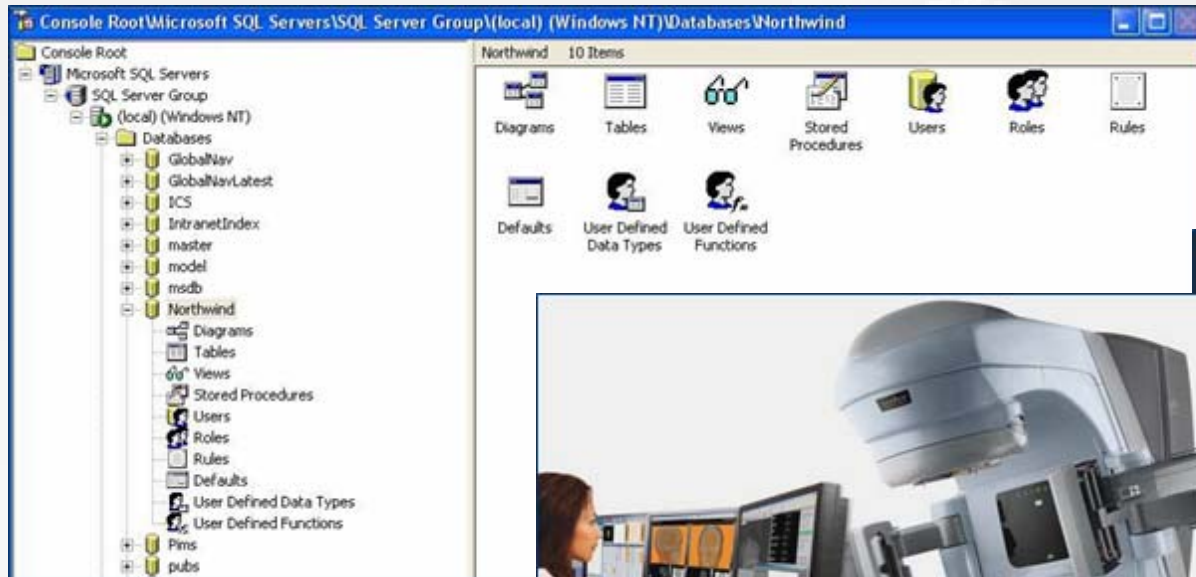 Console Root\Microsoft SQL Servers\SQL Server Group\(local) (Windows NT)\Databases\Northwind
Console Root
Microsoft SQL Servers
SQL Server Group
(local) (Windows NT)
Databases
GlobalNav
GlobalNavLatest
ICS
IntranetIndex
master
model
msdb
Northwind
Diagrams
Tables
Views
Stored Procedures
Users
Roles
Rules
Defaults
User Defined Data Types
User Defined Functions
Pims
pubs
Northwind 10 Items
Diagrams Tables Views Stored Users Roles Rules
Procedures
Defaults User Defined User Defined
Data Types Functions